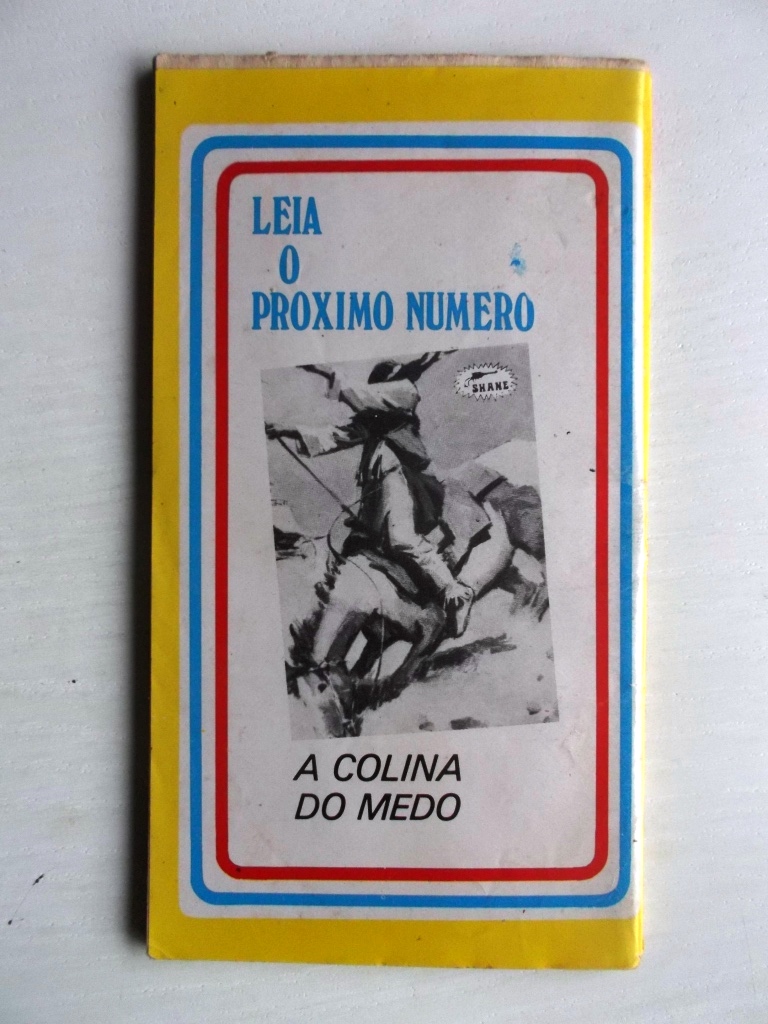 LEIA
O
PROXIMO NUMERO
SHANE
A COLINA
DO MEDO